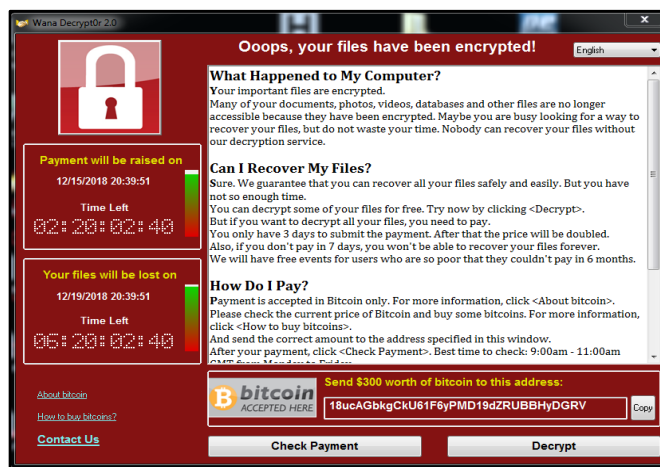 Wana Decrypt0r 2.0
Ooops, your files have been encrypted!
English
What Happened to My Computer?
Your important files are encrypted.
Many of your documents, photos, videos, databases and other files are no longer
accessible because they have been encrypted. Maybe you are busy looking for a way to
recover your files, but do not waste your time. Nobody can recover your files without
our decryption service.
Can I Recover My Files?
Sure. We guarantee that you can recover all your files safely and easily. But you have
not so enough time.
You can decrypt some of your files for free. Try now by clicking <Decrypt>.
But if you want to decrypt all your files, you need to pay.
You only have 3 days to submit the payment. After that the price will be doubled.
Also, if you don't pay in 7 days, you won't be able to recover your files forever.
We will have free events for users who are so poor that they couldn't pay in 6 months.
How Do I Pay?
Payment is accepted in Bitcoin only. For more information, click <About bitcoin>.
Please check the current price of Bitcoin and buy some bitcoins. For more information,
click <How to buy bitcoins>.
And send the correct amount to the address specified in this window.
After your payment, click <Check Payment>. Best time to check: 9:00am - 11:00am
GMT from Monday to Friday.
Payment will be raised on
12/15/2018 20:39:51
Time Left
02:20:02:40
Your files will be lost on
12/19/2018 20:39:51
Time Left
06:20:02:40
About bitcoin
How to buy bitcoins?
Contact Us
bitcoin
ACCEPTED HERE
Send $300 worth of bitcoin to this address:
18ucAGbkgCkU61F6yPMD19dZRUBBHyDGRV
Copy
Check Payment
Decrypt